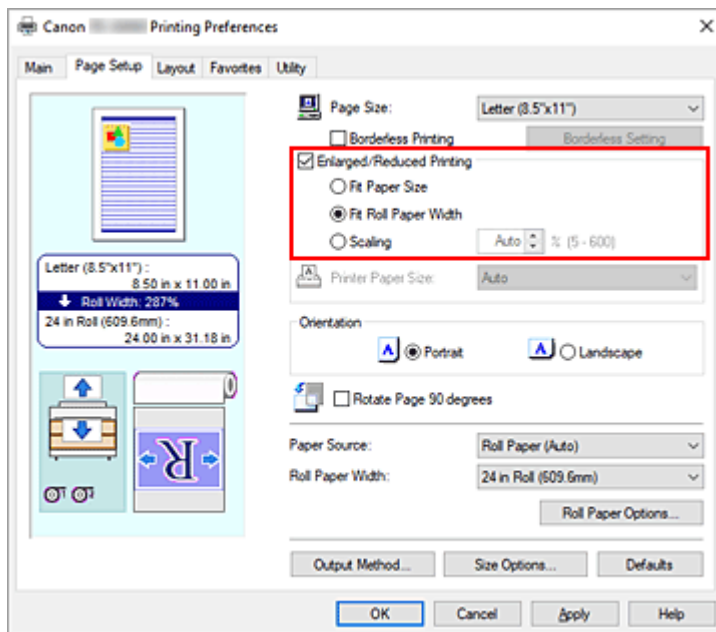 Canon Printing Preferences
Main Page Setup Layout Favorites Utility
Page Size: Letter (8.5"x11")
Borderless Printing Borderless Setting
Enlarged/Reduced Printing
Fit Paper Size
Fit Roll Paper Width
Scaling Auto % (5 - 600)
Letter (8.5"x11") :
8.50 in x 11.00 in
Roll Width: 287%
24 in Roll (609.6mm) :
24.00 in x 31.18 in
Printer Paper Size: Auto
Orientation
A Portrait A Landscape
Rotate Page 90 degrees
R
Paper Source: Roll Paper (Auto)
Roll Paper Width: 24 in Roll (609.6mm)
Roll Paper Options...
Output Method... Size Options... Defaults
OK Cancel Apply Help